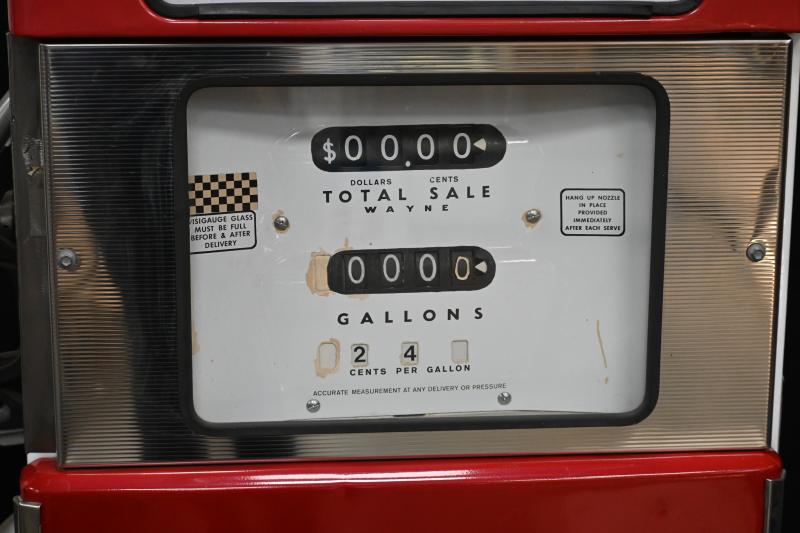 $00.00
DOLLARS CENTS
TOTAL SALE
WAYNE
VISIGAUGE GLASS
MUST BE FULL
BEFORE & AFTER
DELIVERY
HANG UP NOZZLE
IN PLACE
PROVIDED
IMMEDIATELY
AFTER EACH SERVE
0000
GALLONS
2 4
CENTS PER GALLON
ACCURATE MEASUREMENT AT ANY DELIVERY OR PRESSURE